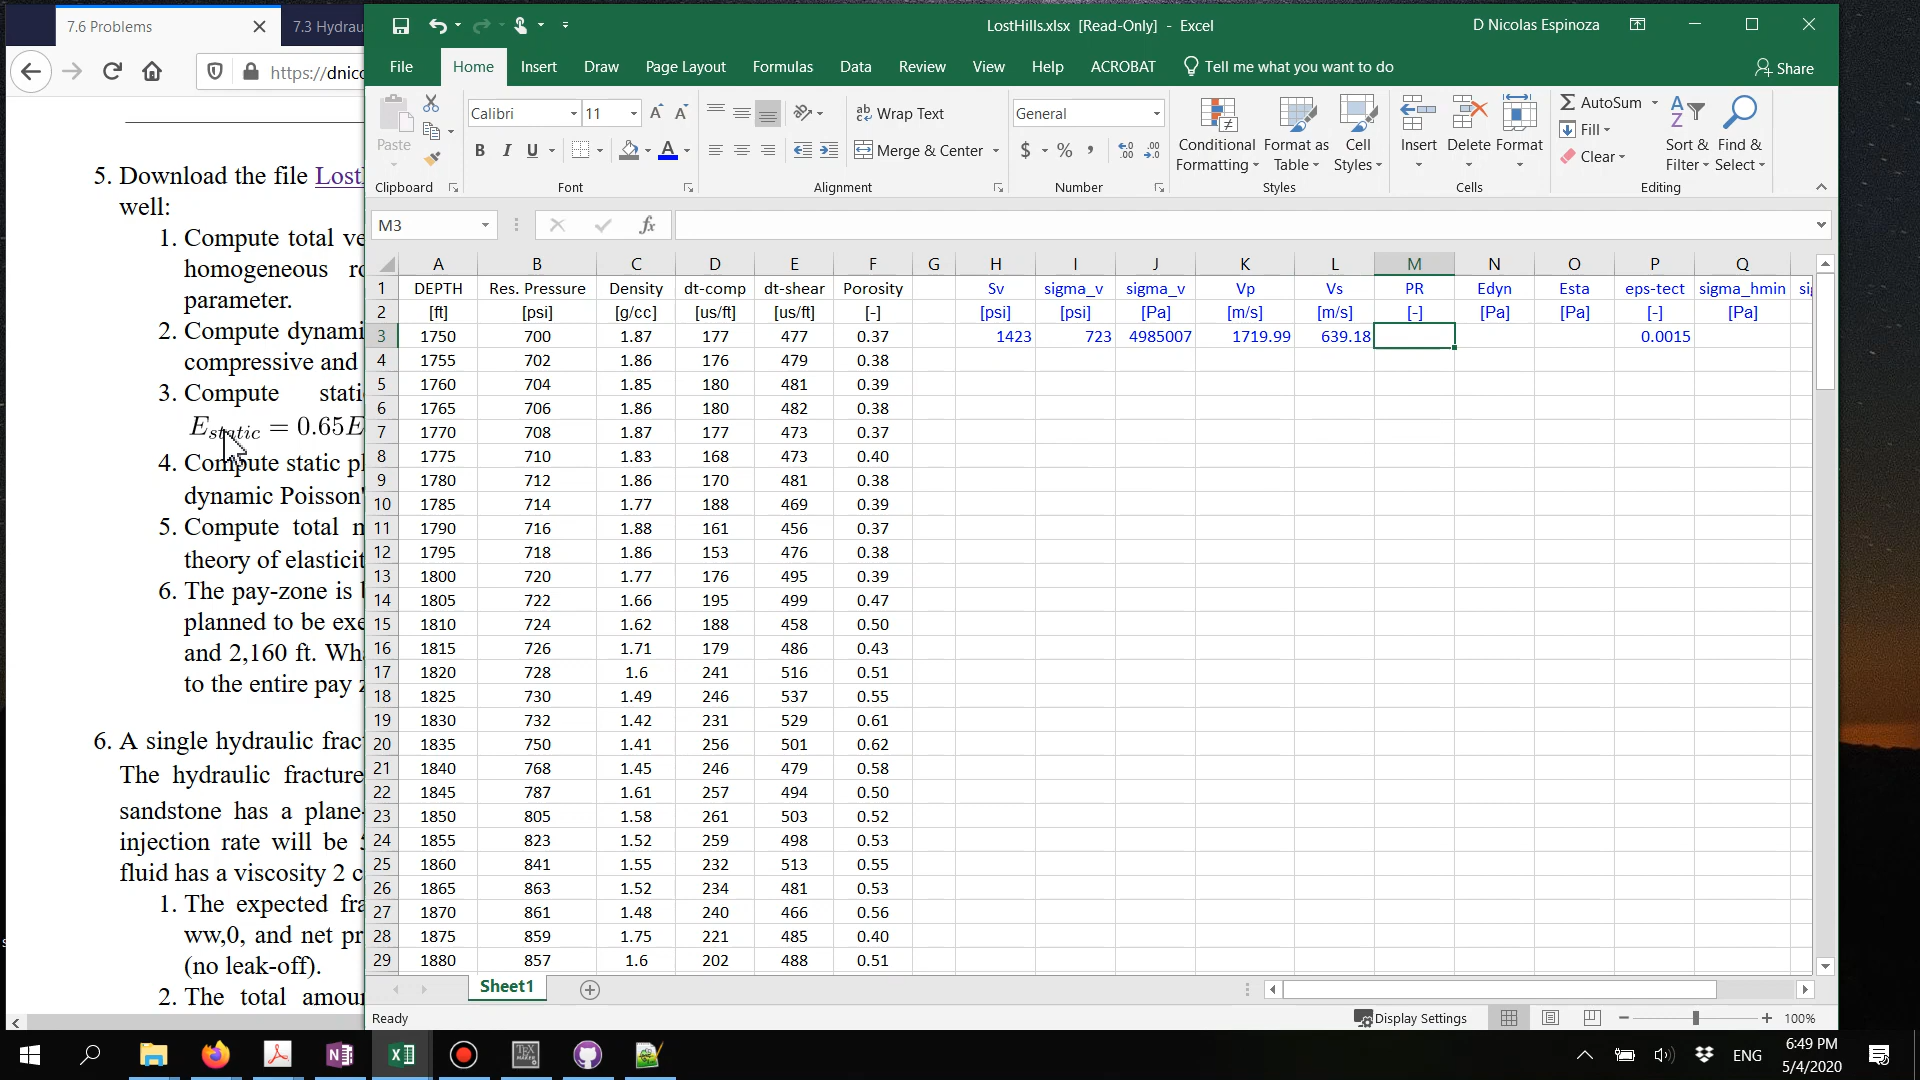 7.6 Problems
7.3 Hydrau
https://dnico
LostHills.xlsx [Read-Only] - Excel
D Nicolas Espinoza
File Home Insert Draw Page Layout Formulas Data Review View Help ACROBAT Tell me what you want to do
Share
Paste
Calibri 11
B I U
Wrap Text
Merge & Center
General
$ % ,
Conditional Formatting
Format as Table
Cell Styles
Insert Delete Format
AutoSum
Fill
Clear
Sort & Filter
Find & Select
Clipboard Font Alignment Number Styles Cells Editing
M3
fx
5. Download the file Lost
well:
1. Compute total ve
homogeneous ro
parameter.
2. Compute dynami
compressive and
3. Compute stati
E_static = 0.65E
4. Compute static pl
dynamic Poisson'
5. Compute total m
theory of elasticit
6. The pay-zone is b
planned to be exe
and 2,160 ft. Wha
to the entire pay z
6. A single hydraulic frac
The hydraulic fracture
sandstone has a plane-
injection rate will be 5
fluid has a viscosity 2 c
1. The expected fra
ww,0, and net pr
(no leak-off).
2. The total amou
A B C D E F G H I J K L M N O P Q
1 DEPTH Res. Pressure Density dt-comp dt-shear Porosity Sv sigma_v sigma_v Vp Vs PR Edyn Esta eps-tect sigma_hmin si
2 [ft] [psi] [g/cc] [us/ft] [us/ft] [-] [psi] [psi] [Pa] [m/s] [m/s] [-] [Pa] [Pa] [-] [Pa]
3 1750 700 1.87 177 477 0.37 1423 723 4985007 1719.99 639.18 0.0015
4 1755 702 1.86 176 479 0.38
5 1760 704 1.85 180 481 0.39
6 1765 706 1.86 180 482 0.38
7 1770 708 1.87 177 473 0.37
8 1775 710 1.83 168 473 0.40
9 1780 712 1.86 170 481 0.38
10 1785 714 1.77 188 469 0.39
11 1790 716 1.88 161 456 0.37
12 1795 718 1.86 153 476 0.38
13 1800 720 1.77 176 495 0.39
14 1805 722 1.66 195 499 0.47
15 1810 724 1.62 188 458 0.50
16 1815 726 1.71 179 486 0.43
17 1820 728 1.6 241 516 0.51
18 1825 730 1.49 246 537 0.55
19 1830 732 1.42 231 529 0.61
20 1835 750 1.41 256 501 0.62
21 1840 768 1.45 246 479 0.58
22 1845 787 1.61 257 494 0.50
23 1850 805 1.58 261 503 0.52
24 1855 823 1.52 259 498 0.53
25 1860 841 1.55 232 513 0.55
26 1865 863 1.52 234 481 0.53
27 1870 861 1.48 240 466 0.56
28 1875 859 1.75 221 485 0.40
29 1880 857 1.6 202 488 0.51
Sheet1
Ready
Display Settings
100%
ENG
6:49 PM
5/4/2020